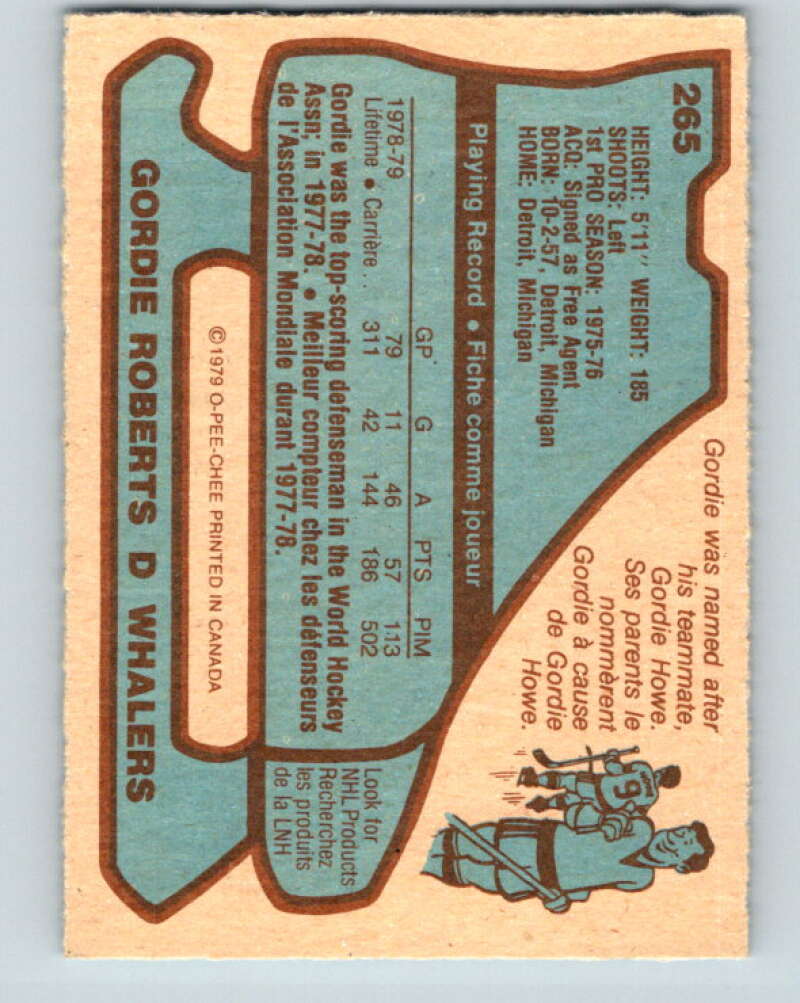 265
HEIGHT: 5'11" WEIGHT: 185
SHOOTS: Left
1st PRO SEASON: 1975-76
ACQ: Signed as Free Agent
BORN: 10-2-57, Detroit, Michigan
HOME: Detroit, Michigan
Gordie was named after
his teammate,
Gordie Howe.
Ses parents le
nommèrent
Gordie à cause
de Gordie
Howe.
HOWE
9
Playing Record • Fiche comme joueur
GP G A PTS PIM
1978-79 79 11 46 57 113
Lifetime • Carrière . . 311 42 144 186 502
Gordie was the top-scoring defenseman in the World Hockey
Assn; in 1977-78. • Meilleur compteur chez les défenseurs
de l'Association Mondiale durant 1977-78.
Look for
NHL Products
Recherchez
les produits
de la LNH
©1979 O-PEE-CHEE PRINTED IN CANADA
GORDIE ROBERTS D WHALERS